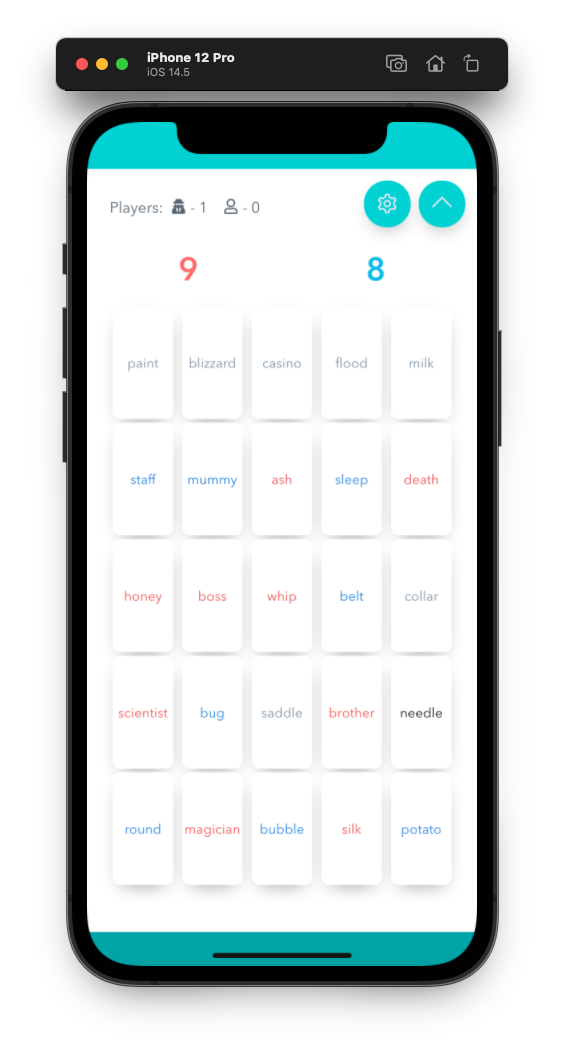 iPhone 12 Pro
iOS 14.5
Players: - 1 - 0
9 8
paint blizzard casino flood milk
staff mummy ash sleep death
honey boss whip belt collar
scientist bug saddle brother needle
round magician bubble silk potato